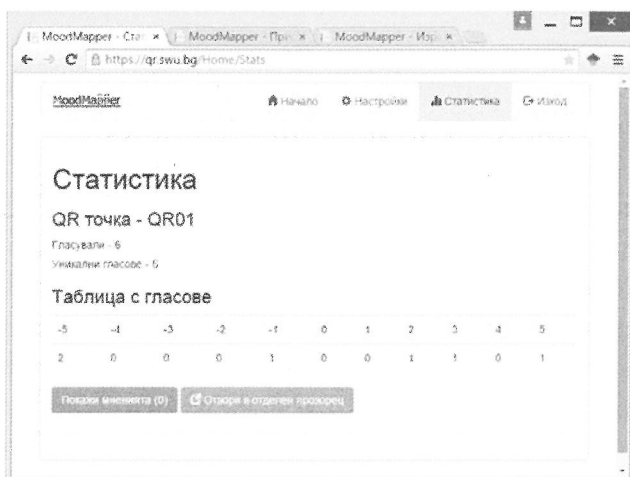 MoodMapper - Ста
MoodMapper - При
MoodMapper - Изр
https://qr.swu.bg/Home/Stats
MoodMapper
Начало
Настройки
Статистика
Изход
Статистика
QR точка - QR01
Гласували - 6
Уникални гласове - 6
Таблица с гласове
-5 -4 -3 -2 -1 0 1 2 3 4 5
2 0 0 0 1 0 0 1 1 0 1
Покажи мненията (0)
Отвори в отделен прозорец